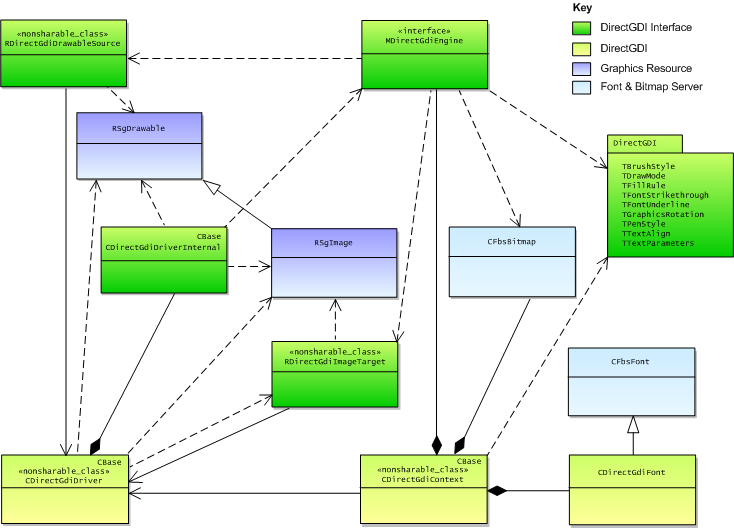 Key
DirectGDI Interface
DirectGDI
Graphics Resource
Font & Bitmap Server
«nonsharable_class»
RDirectGdiDrawableSource
«interface»
MDirectGdiEngine
RSgDrawable
DirectGDI
TBrushStyle
TDrawMode
TFillRule
TFontStrikethrough
TFontUnderline
TGraphicsRotation
TPenStyle
TTextAlign
TTextParameters
CBase
CDirectGdiDriverInternal
RSgImage
CFbsBitmap
«nonsharable_class»
RDirectGdiImageTarget
CFbsFont
CBase
«nonsharable_class»
CDirectGdiDriver
CBase
«nonsharable_class»
CDirectGdiContext
CDirectGdiFont